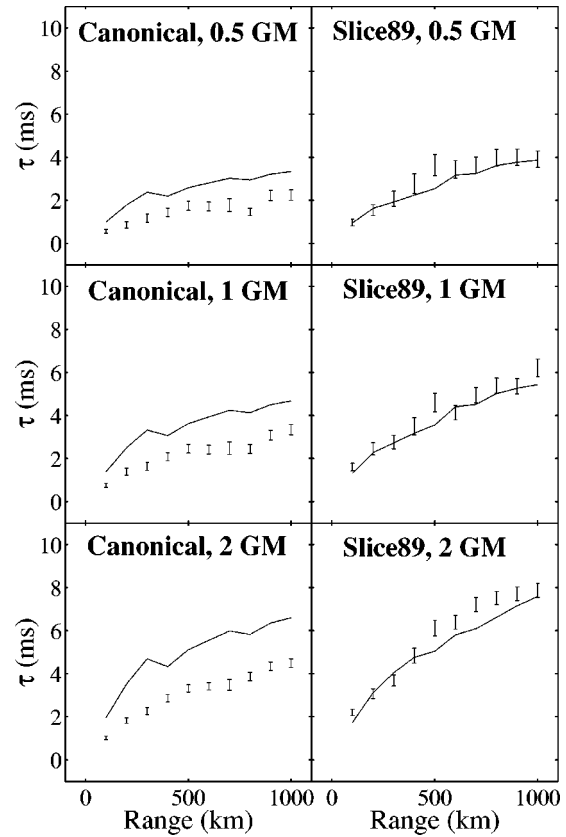 Canonical, 0.5 GM
Slice89, 0.5 GM
τ (ms)
10
8
6
4
2
0
Canonical, 1 GM
Slice89, 1 GM
τ (ms)
10
8
6
4
2
0
Canonical, 2 GM
Slice89, 2 GM
τ (ms)
10
8
6
4
2
0
0 500 1000 0 500 1000
Range (km) Range (km)